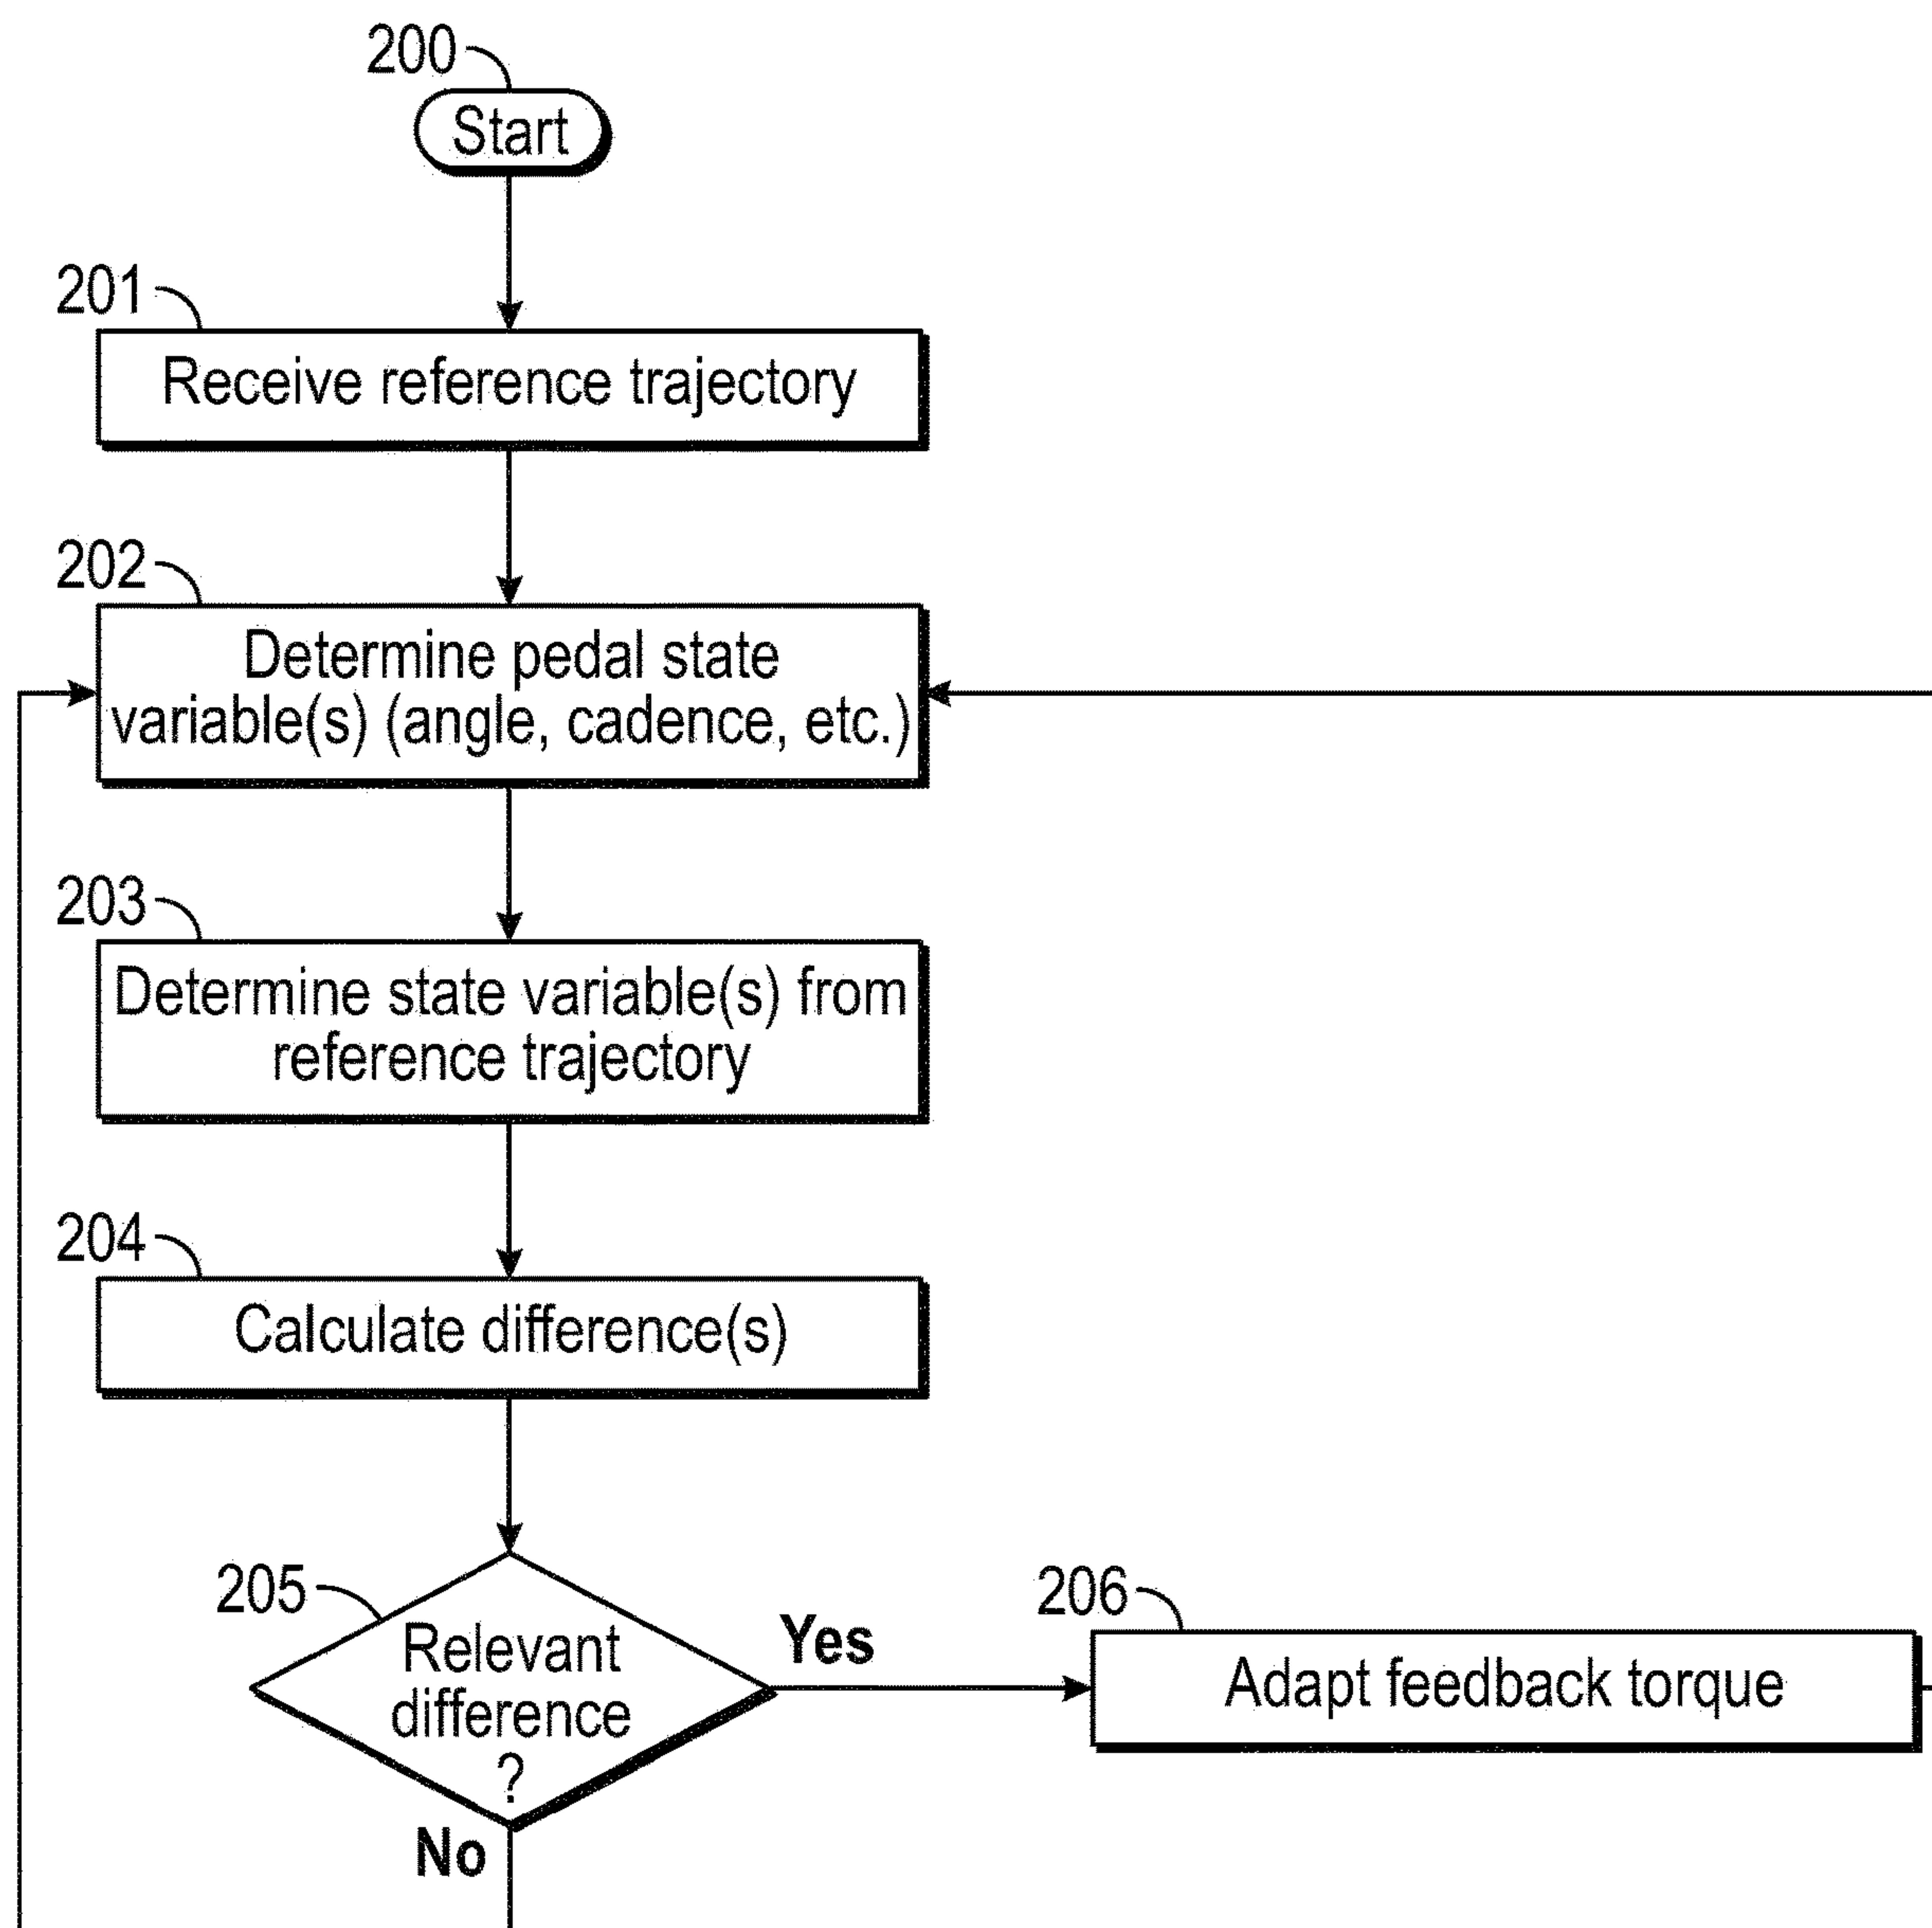 200
Start
201
Receive reference trajectory
202
Determine pedal state
variable(s) (angle, cadence, etc.)
203
Determine state variable(s) from
reference trajectory
204
Calculate difference(s)
205
Relevant
difference
?
Yes
206
Adapt feedback torque
No